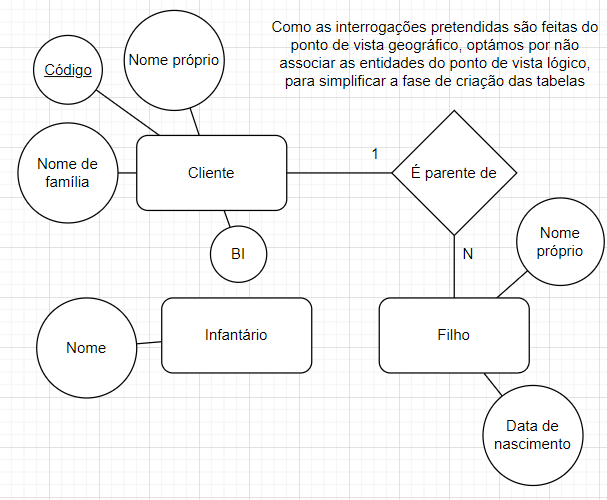 Como as interrogações pretendidas são feitas do
ponto de vista geográfico, optámos por não
associar as entidades do ponto de vista lógico,
para simplificar a fase de criação das tabelas
Nome próprio
Código
Nome de
família
Cliente
1
É parente de
BI
N
Nome
próprio
Nome
Infantário
Filho
Data de
nascimento